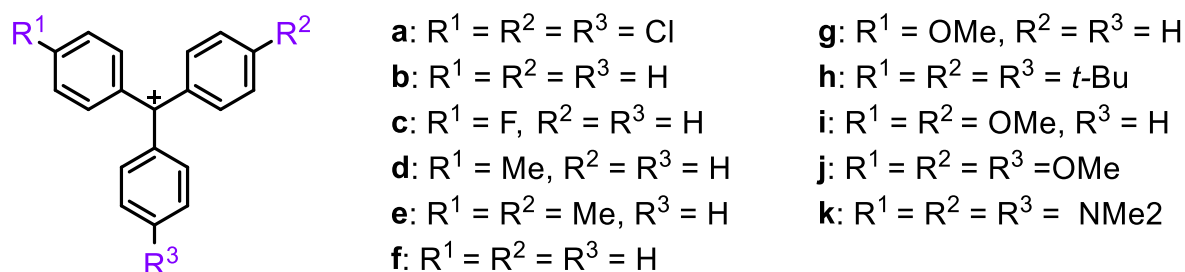 R¹
R²
+
R³
a: R¹ = R² = R³ = Cl
b: R¹ = R² = R³ = H
c: R¹ = F, R² = R³ = H
d: R¹ = Me, R² = R³ = H
e: R¹ = R² = Me, R³ = H
f: R¹ = R² = R³ = H
g: R¹ = OMe, R² = R³ = H
h: R¹ = R² = R³ = t-Bu
i: R¹ = R² = OMe, R³ = H
j: R¹ = R² = R³ =OMe
k: R¹ = R² = R³ = NMe2